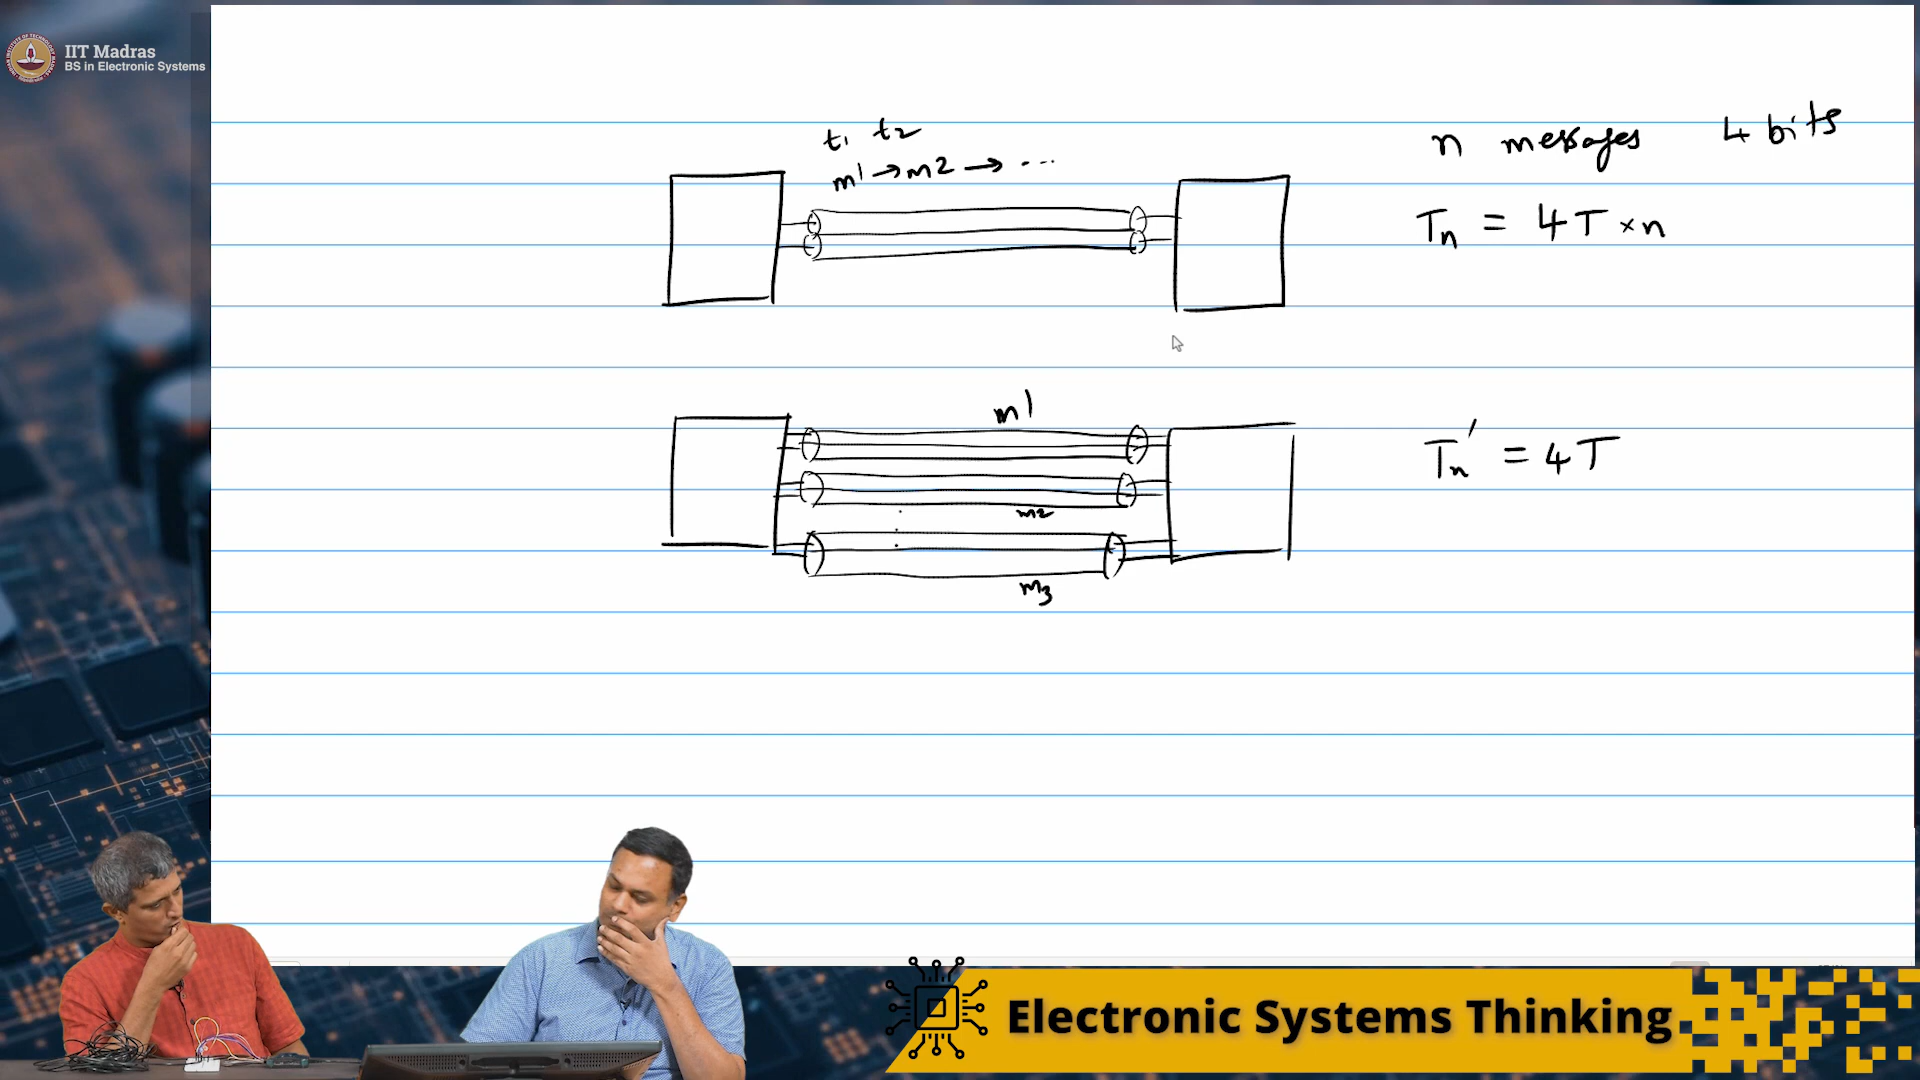 IIT Madras
BS in Electronic Systems
t1 t2
m1 → m2 → ...
n messages 4 bits
Tn = 4T × n
m1
m2
m3
Tn' = 4T
Electronic Systems Thinking